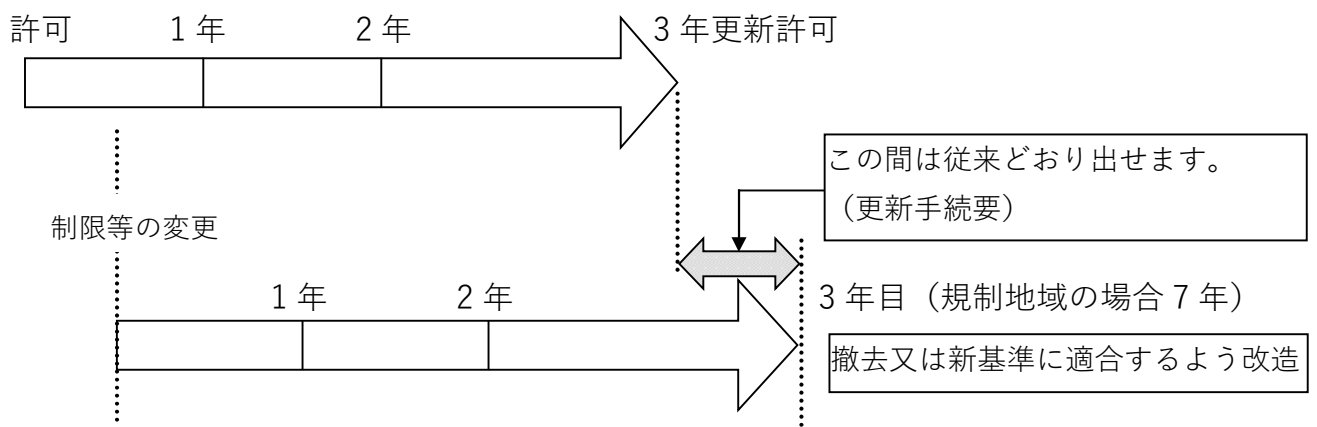 許可 1年 2年 3年更新許可
この間は従来どおり出せます。
(更新手続要)
制限等の変更
1年 2年 3年目(規制地域の場合7年)
撤去又は新基準に適合するよう改造